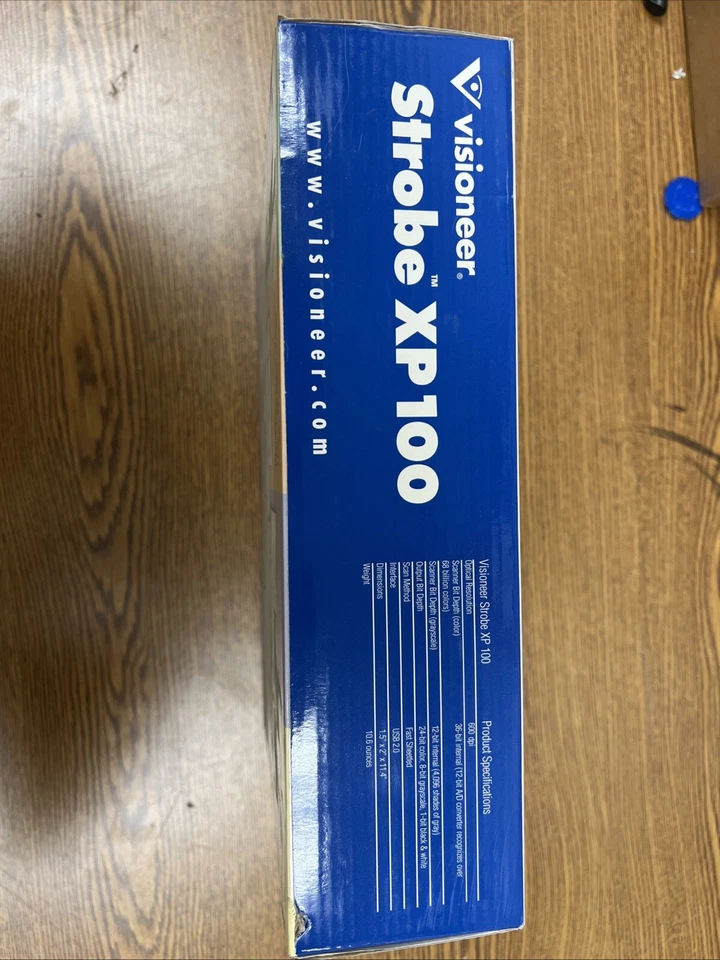 visioneer®
Strobe™ XP 100
www.visioneer.com
Visioneer Strobe XP 100 Product Specifications
Optical Resolution 600 dpi
Scanner Bit Depth (color) 36-bit internal (12-bit A/D converter recognizes over
68 billion colors)
Scanner Bit Depth (grayscale) 12-bit internal (4,096 shades of gray)
Output Bit Depth 24-bit color, 8-bit grayscale, 1-bit black & white
Scan Method Fast Sheetfed
Interface USB 2.0
Dimensions 1.5" x 2" x 11.4"
Weight 10.6 ounces